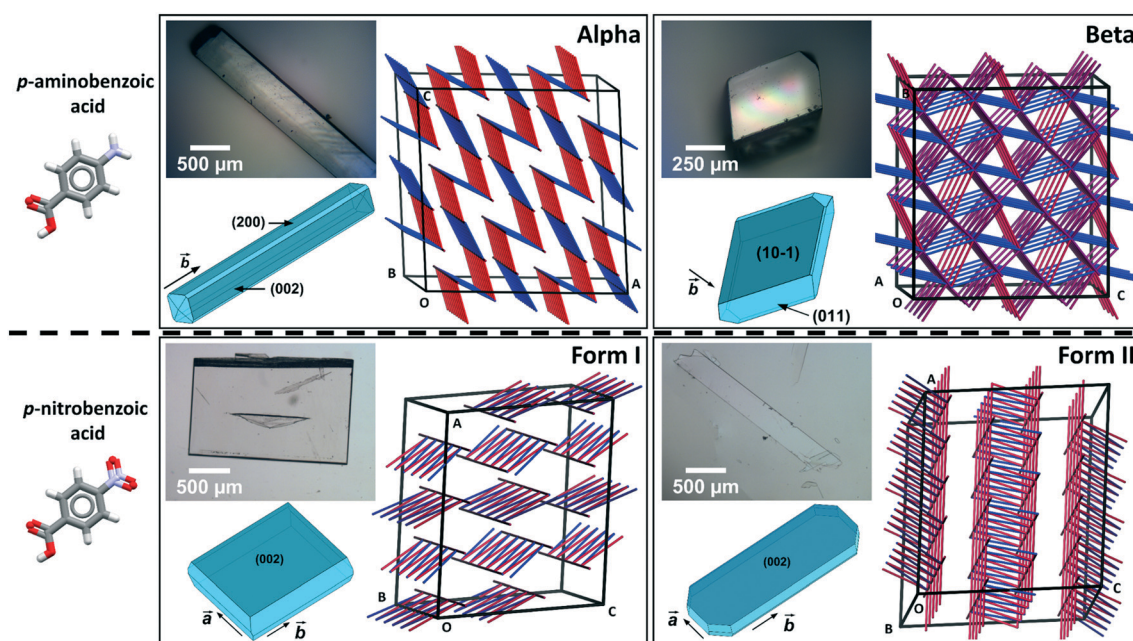 p-aminobenzoic
acid
Alpha
500 µm
(200)
b
(002)
C
B
O
A
Beta
250 µm
(10-1)
b
(011)
B
A
O
C
p-nitrobenzoic
acid
Form I
500 µm
(002)
a
b
A
B
O
C
Form II
500 µm
(002)
a
b
A
O
B
C